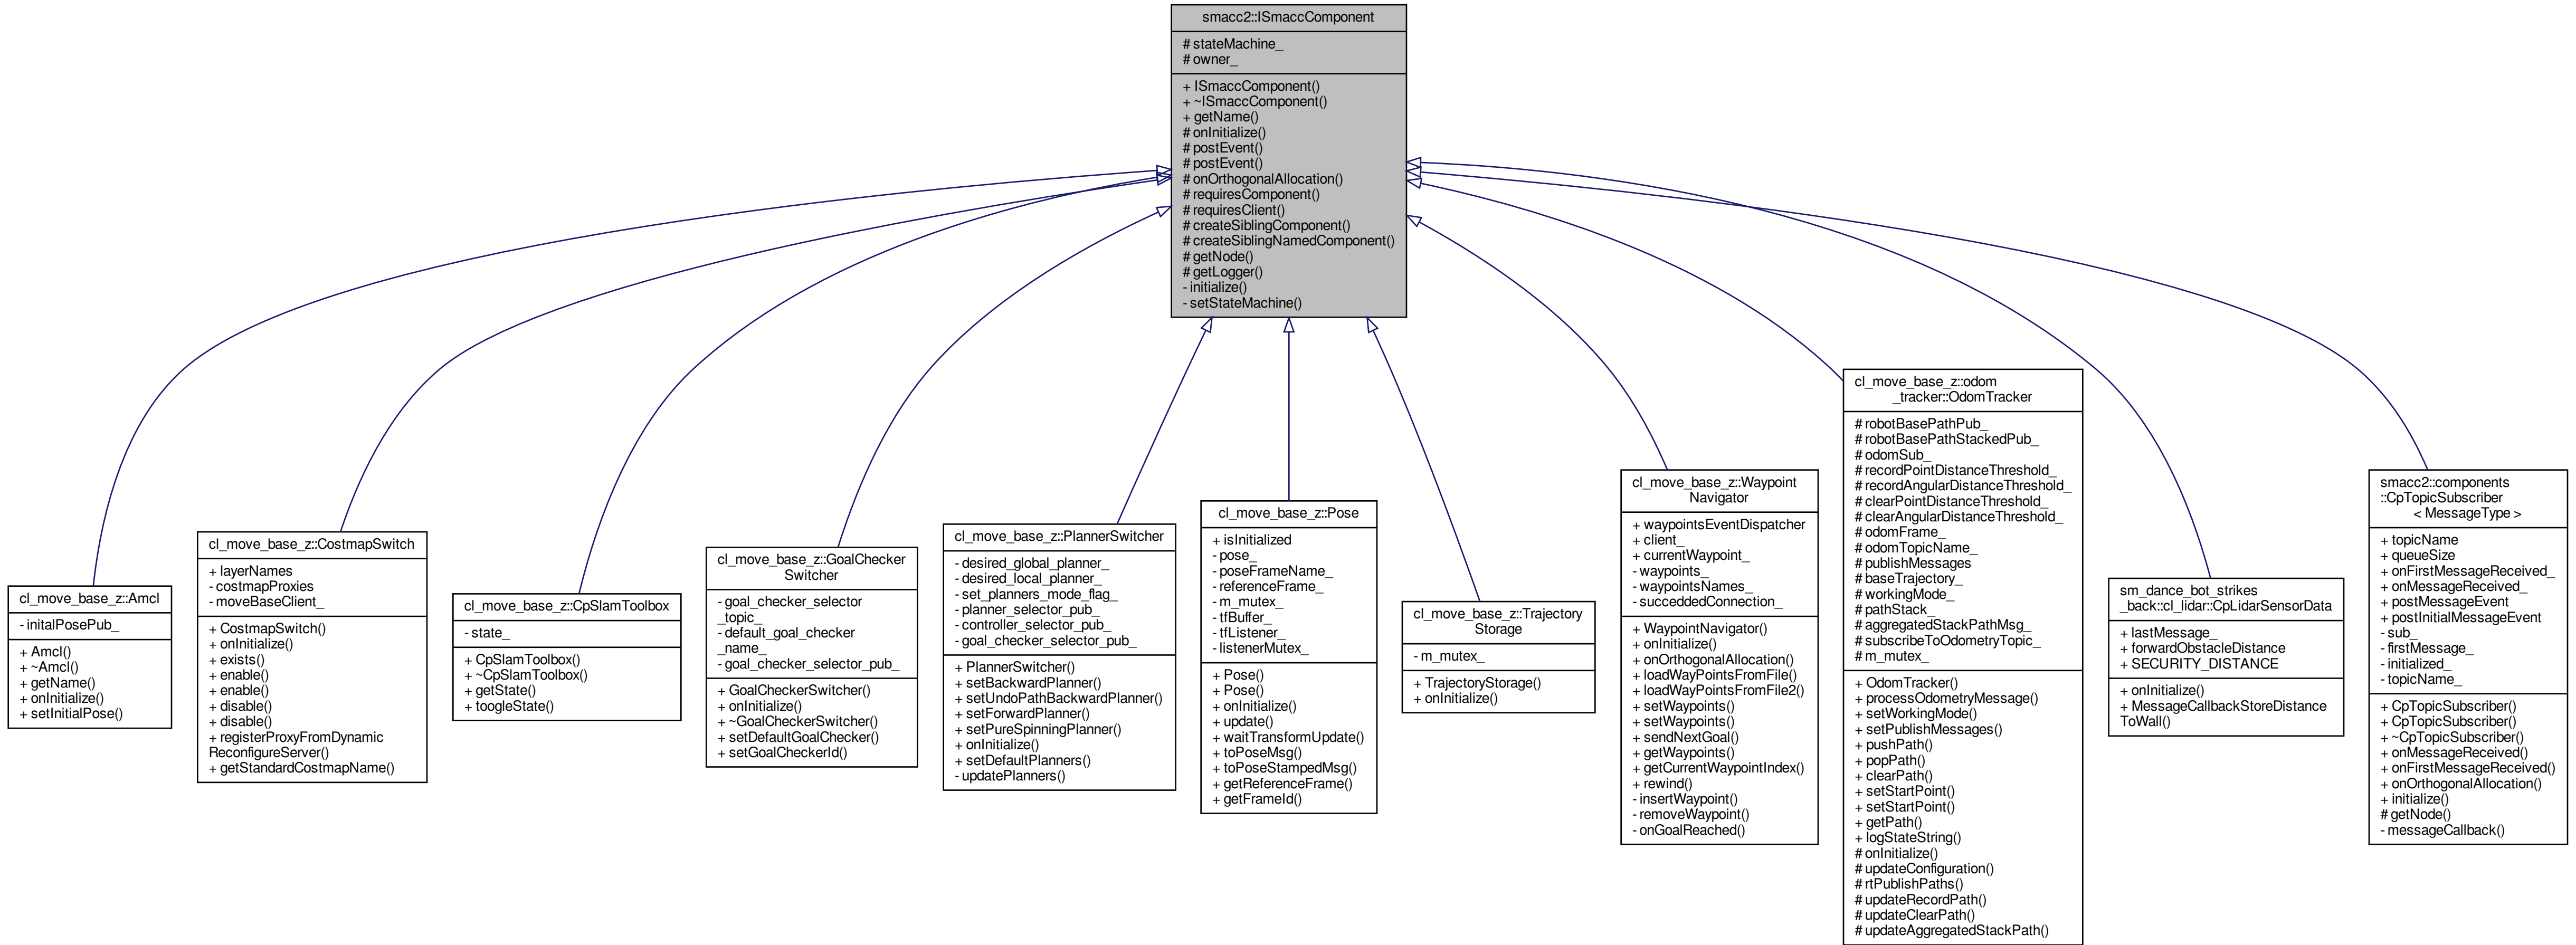 smacc2::ISmaccComponent
# stateMachine_
# owner_
+ ISmaccComponent()
+ ~ISmaccComponent()
+ getName()
# onInitialize()
# postEvent()
# postEvent()
# onOrthogonalAllocation()
# requiresComponent()
# requiresClient()
# createSiblingComponent()
# createSiblingNamedComponent()
# getNode()
# getLogger()
- initialize()
- setStateMachine()
cl_move_base_z::Amcl
- initalPosePub_
+ Amcl()
+ ~Amcl()
+ getName()
+ onInitialize()
+ setInitialPose()
cl_move_base_z::CostmapSwitch
+ layerNames
- costmapProxies
- moveBaseClient_
+ CostmapSwitch()
+ onInitialize()
+ exists()
+ enable()
+ enable()
+ disable()
+ disable()
+ registerProxyFromDynamic
ReconfigureServer()
+ getStandardCostmapName()
cl_move_base_z::CpSlamToolbox
- state_
+ CpSlamToolbox()
+ ~CpSlamToolbox()
+ getState()
+ toogleState()
cl_move_base_z::GoalChecker
Switcher
- goal_checker_selector
_topic_
- default_goal_checker
_name_
- goal_checker_selector_pub_
+ GoalCheckerSwitcher()
+ onInitialize()
+ ~GoalCheckerSwitcher()
+ setDefaultGoalChecker()
+ setGoalCheckerId()
cl_move_base_z::PlannerSwitcher
- desired_global_planner_
- desired_local_planner_
- set_planners_mode_flag_
- planner_selector_pub_
- controller_selector_pub_
- goal_checker_selector_pub_
+ PlannerSwitcher()
+ setBackwardPlanner()
+ setUndoPathBackwardPlanner()
+ setForwardPlanner()
+ setPureSpinningPlanner()
+ onInitialize()
+ setDefaultPlanners()
- updatePlanners()
cl_move_base_z::Pose
+ isInitialized
- pose_
- poseFrameName_
- referenceFrame_
- m_mutex_
- tfBuffer_
- tfListener_
- listenerMutex_
+ Pose()
+ Pose()
+ onInitialize()
+ update()
+ waitTransformUpdate()
+ toPoseMsg()
+ toPoseStampedMsg()
+ getReferenceFrame()
+ getFrameId()
cl_move_base_z::Trajectory
Storage
- m_mutex_
+ TrajectoryStorage()
+ onInitialize()
cl_move_base_z::Waypoint
Navigator
+ waypointsEventDispatcher
+ client_
+ currentWaypoint_
- waypoints_
- waypointsNames_
- succeddedConnection_
+ WaypointNavigator()
+ onInitialize()
+ onOrthogonalAllocation()
+ loadWayPointsFromFile()
+ loadWayPointsFromFile2()
+ setWaypoints()
+ setWaypoints()
+ sendNextGoal()
+ getWaypoints()
+ getCurrentWaypointIndex()
+ rewind()
- insertWaypoint()
- removeWaypoint()
- onGoalReached()
cl_move_base_z::odom
_tracker::OdomTracker
# robotBasePathPub_
# robotBasePathStackedPub_
# odomSub_
# recordPointDistanceThreshold_
# recordAngularDistanceThreshold_
# clearPointDistanceThreshold_
# clearAngularDistanceThreshold_
# odomFrame_
# odomTopicName_
# publishMessages
# baseTrajectory_
# workingMode_
# pathStack_
# aggregatedStackPathMsg_
# subscribeToOdometryTopic_
# m_mutex_
+ OdomTracker()
+ processOdometryMessage()
+ setWorkingMode()
+ setPublishMessages()
+ pushPath()
+ popPath()
+ clearPath()
+ setStartPoint()
+ setStartPoint()
+ getPath()
+ logStateString()
# onInitialize()
# updateConfiguration()
# rtPublishPaths()
# updateRecordPath()
# updateClearPath()
# updateAggregatedStackPath()
sm_dance_bot_strikes
_back::cl_lidar::CpLidarSensorData
+ lastMessage_
+ forwardObstacleDistance
+ SECURITY_DISTANCE
+ onInitialize()
+ MessageCallbackStoreDistance
ToWall()
smacc2::components
::CpTopicSubscriber
< MessageType >
+ topicName
+ queueSize
+ onFirstMessageReceived_
+ onMessageReceived_
+ postMessageEvent
+ postInitialMessageEvent
- sub_
- firstMessage_
- initialized_
- topicName_
+ CpTopicSubscriber()
+ CpTopicSubscriber()
+ ~CpTopicSubscriber()
+ onMessageReceived()
+ onFirstMessageReceived()
+ onOrthogonalAllocation()
+ initialize()
# getNode()
- messageCallback()